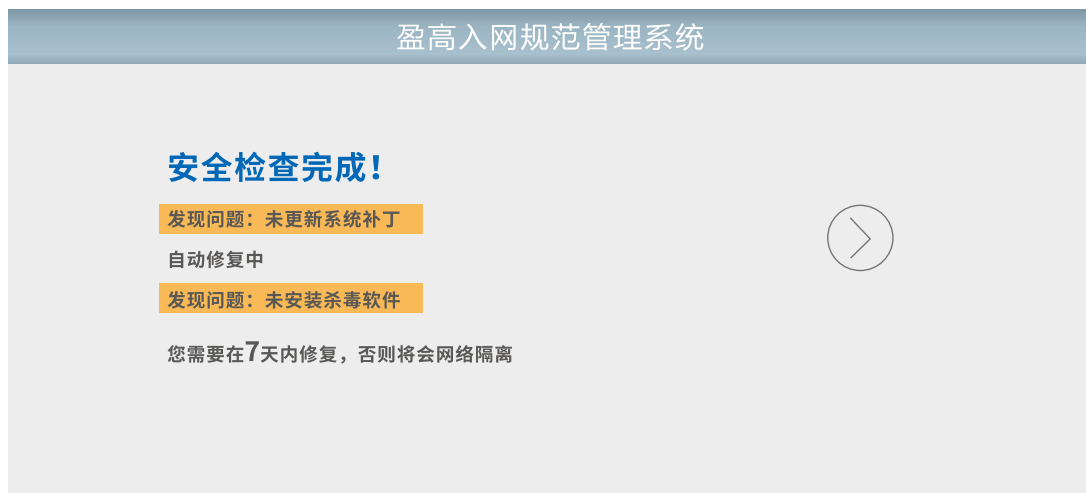 盈高入网规范管理系统
安全检查完成！
发现问题：未更新系统补丁
自动修复中
发现问题：未安装杀毒软件
您需要在7天内修复，否则将会网络隔离